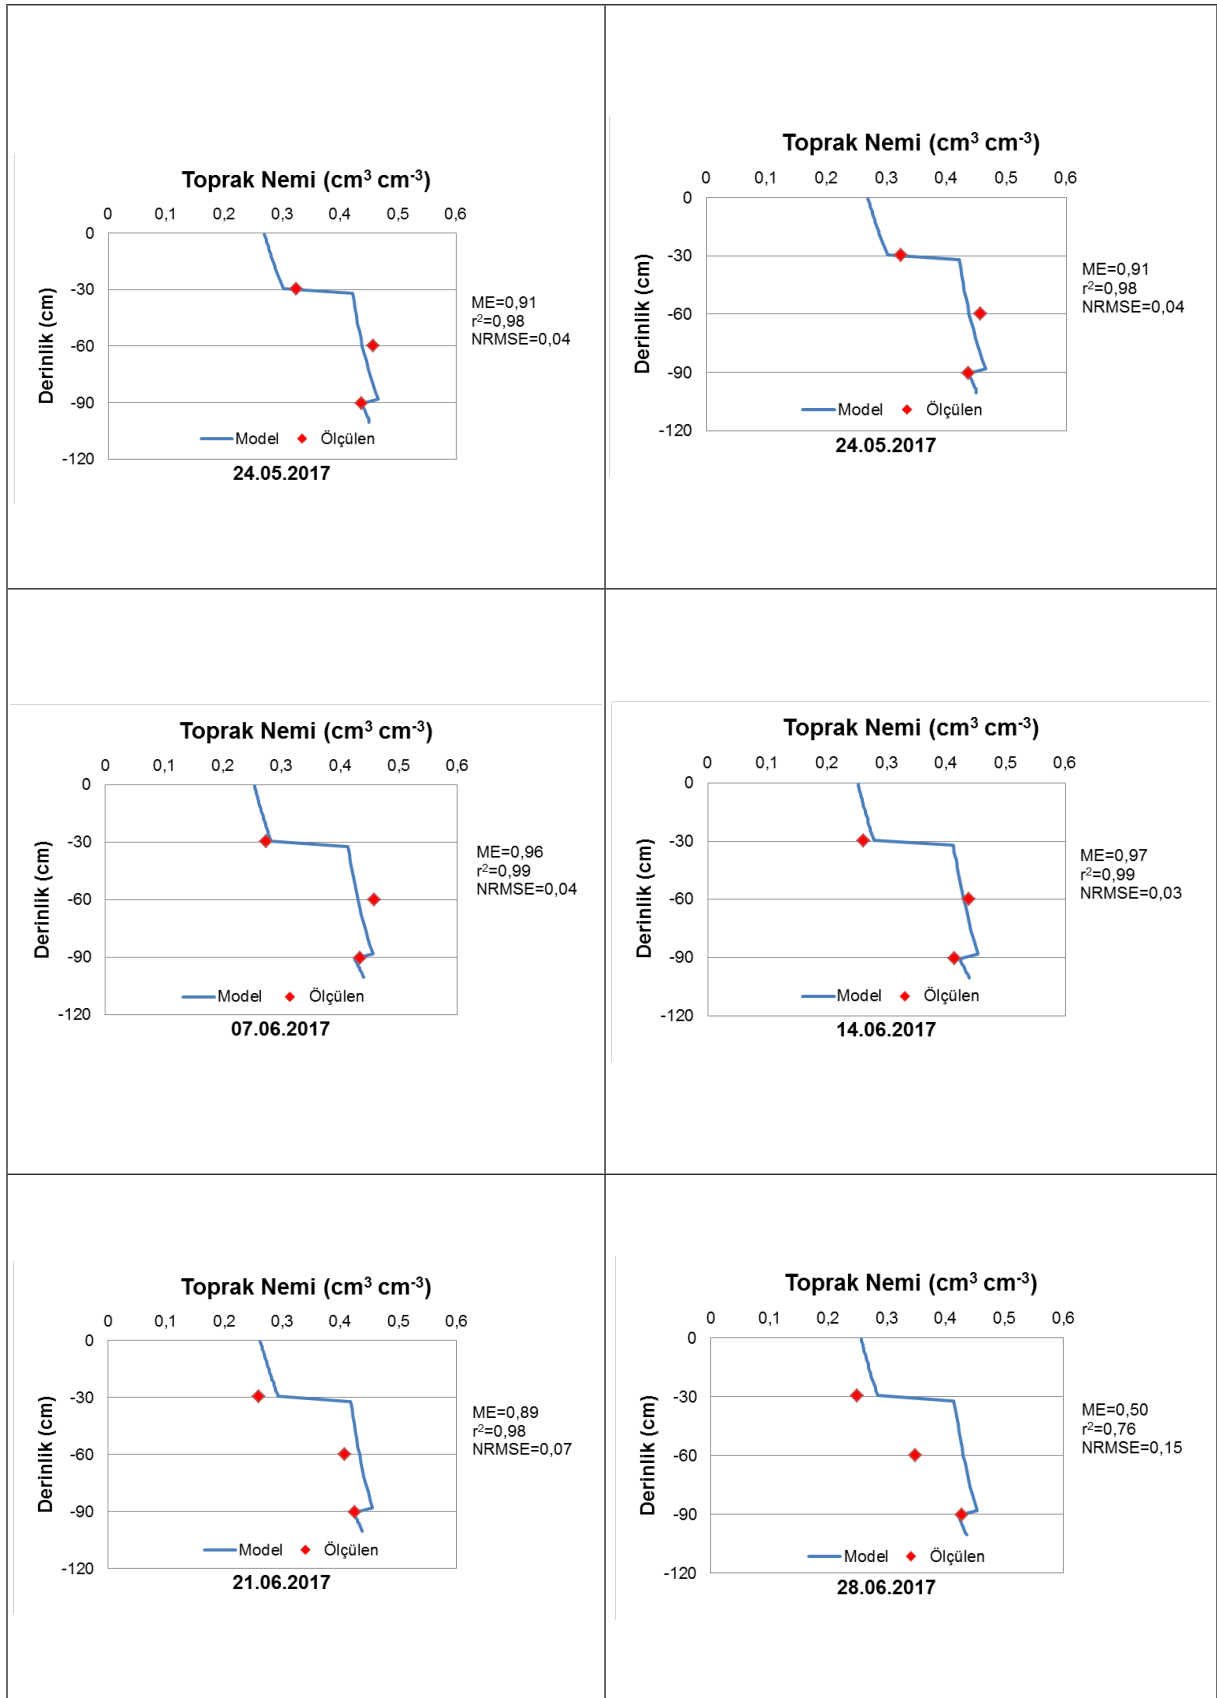 Toprak Nemi (cm³ cm⁻³)
0 0,1 0,2 0,3 0,4 0,5 0,6
0
-30
-60
-90
-120
Derinlik (cm)
ME=0,91
r²=0,98
NRMSE=0,04
Model Ölçülen
24.05.2017
Toprak Nemi (cm³ cm⁻³)
0 0,1 0,2 0,3 0,4 0,5 0,6
0
-30
-60
-90
-120
Derinlik (cm)
ME=0,91
r²=0,98
NRMSE=0,04
Model Ölçülen
24.05.2017
Toprak Nemi (cm³ cm⁻³)
0 0,1 0,2 0,3 0,4 0,5 0,6
0
-30
-60
-90
-120
Derinlik (cm)
ME=0,96
r²=0,99
NRMSE=0,04
Model Ölçülen
07.06.2017
Toprak Nemi (cm³ cm⁻³)
0 0,1 0,2 0,3 0,4 0,5 0,6
0
-30
-60
-90
-120
Derinlik (cm)
ME=0,97
r²=0,99
NRMSE=0,03
Model Ölçülen
14.06.2017
Toprak Nemi (cm³ cm⁻³)
0 0,1 0,2 0,3 0,4 0,5 0,6
0
-30
-60
-90
-120
Derinlik (cm)
ME=0,89
r²=0,98
NRMSE=0,07
Model Ölçülen
21.06.2017
Toprak Nemi (cm³ cm⁻³)
0 0,1 0,2 0,3 0,4 0,5 0,6
0
-30
-60
-90
-120
Derinlik (cm)
ME=0,50
r²=0,76
NRMSE=0,15
Model Ölçülen
28.06.2017